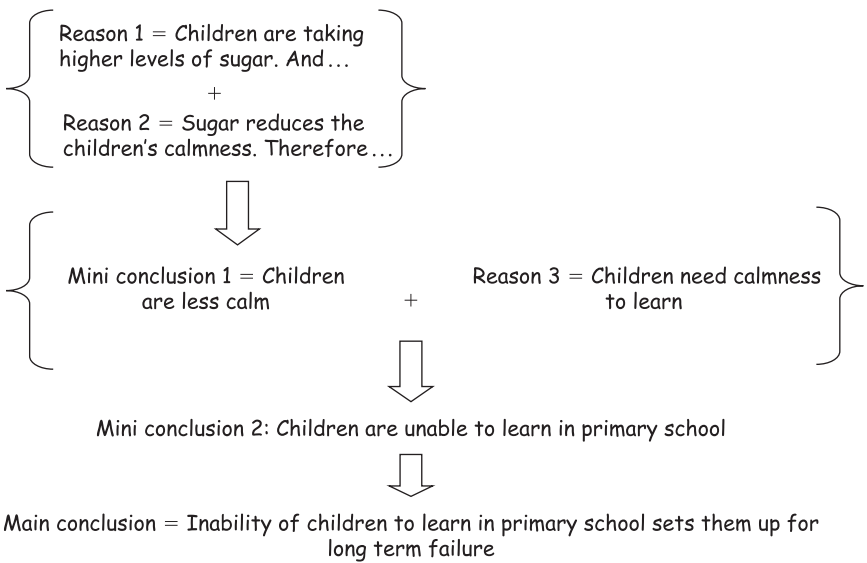 Reason 1 = Children are taking
higher levels of sugar. And...
+
Reason 2 = Sugar reduces the
children's calmness. Therefore...
Mini conclusion 1 = Children
are less calm
+
Reason 3 = Children need calmness
to learn
Mini conclusion 2: Children are unable to learn in primary school
Main conclusion = Inability of children to learn in primary school sets them up for
long term failure